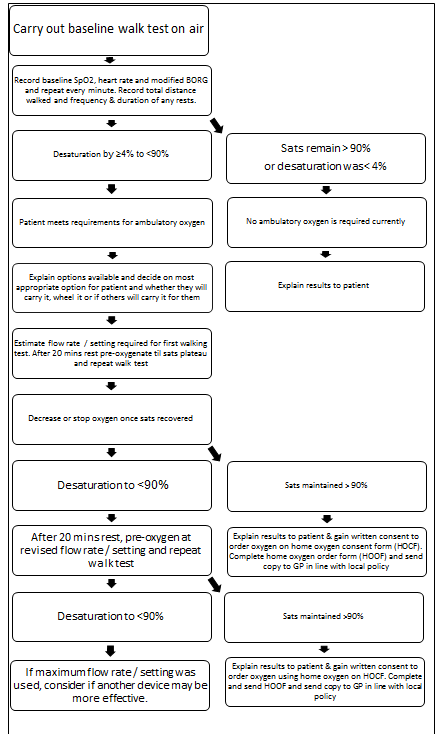 Carry out baseline walk test on air
Record baseline SpO2, heart rate and modified BORG
and repeat every minute. Record total distance
walked and frequency & duration of any rests.
Desaturation by ≥4% to <90%
Sats remain > 90%
or desaturation was< 4%
Patient meets requirements for ambulatory oxygen
No ambulatory oxygen is required currently
Explain options available and decide on most
appropriate option for patient and whether they will
carry it, wheel it or if others will carry it for them
Explain results to patient
Estimate flow rate / setting required for first walking
test. After 20 mins rest pre-oxygenate til sats plateau
and repeat walk test
Decrease or stop oxygen once sats recovered
Desaturation to <90%
Sats maintained > 90%
After 20 mins rest, pre-oxygen at
revised flow rate / setting and repeat
walk test
Explain results to patient & gain written consent to
order oxygen on home oxygen consent form (HOCF).
Complete home oxygen order form (HOOF) and send
copy to GP in line with local policy
Desaturation to <90%
Sats maintained >90%
If maximum flow rate / setting was
used, consider if another device may be
more effective.
Explain results to patient & gain written consent to
order oxygen using home oxygen on HOCF. Complete
and send HOOF and send copy to GP in line with local
policy